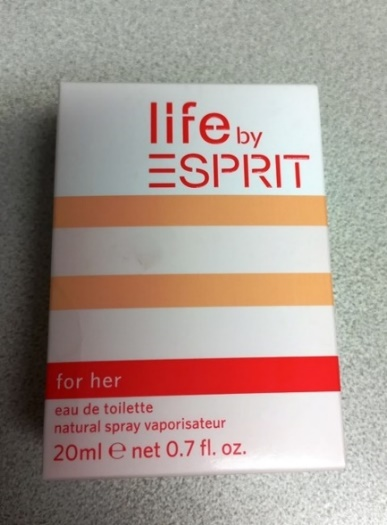 life by
ESPRIT
for her
eau de toilette
natural spray vaporisateur
20ml ℮ net 0.7 fl. oz.